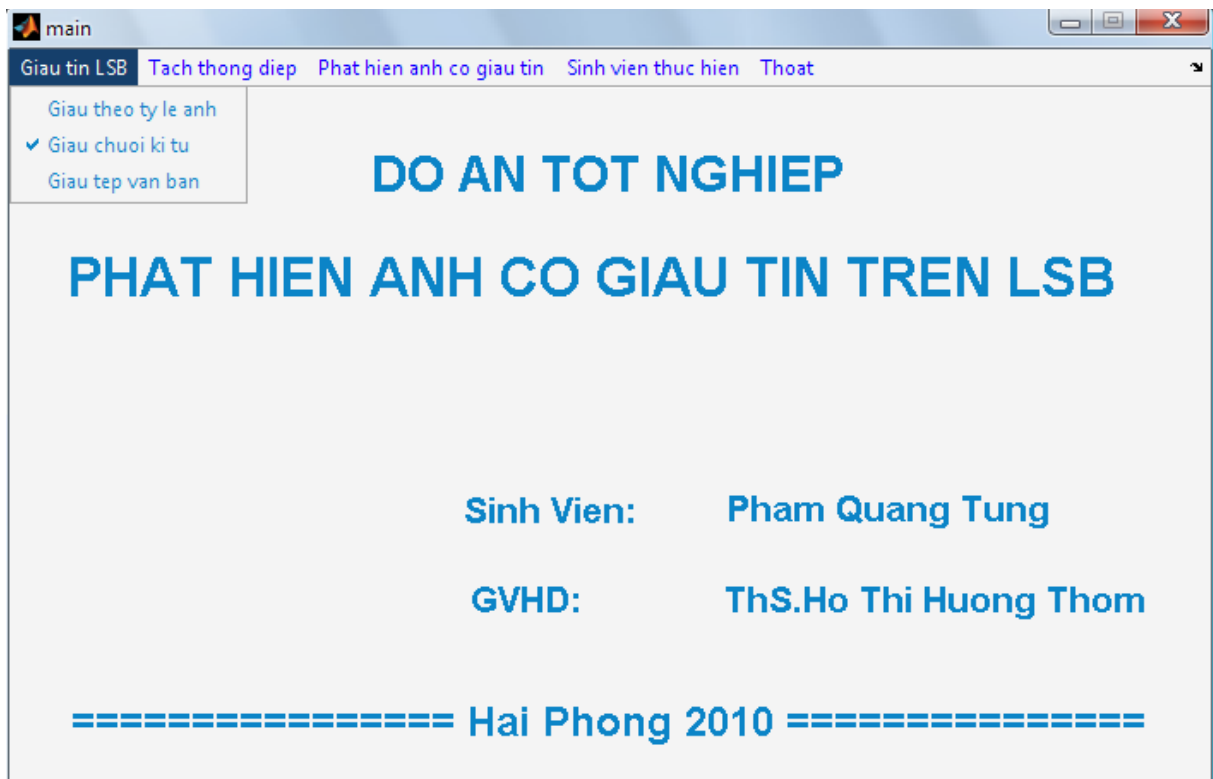 main
Giau tin LSB Tach thong diep Phat hien anh co giau tin Sinh vien thuc hien Thoat
Giau theo ty le anh
Giau chuoi ki tu
Giau tep van ban
DO AN TOT NGHIEP
PHAT HIEN ANH CO GIAU TIN TREN LSB
Sinh Vien: Pham Quang Tung
GVHD: ThS.Ho Thi Huong Thom
================ Hai Phong 2010 ===============